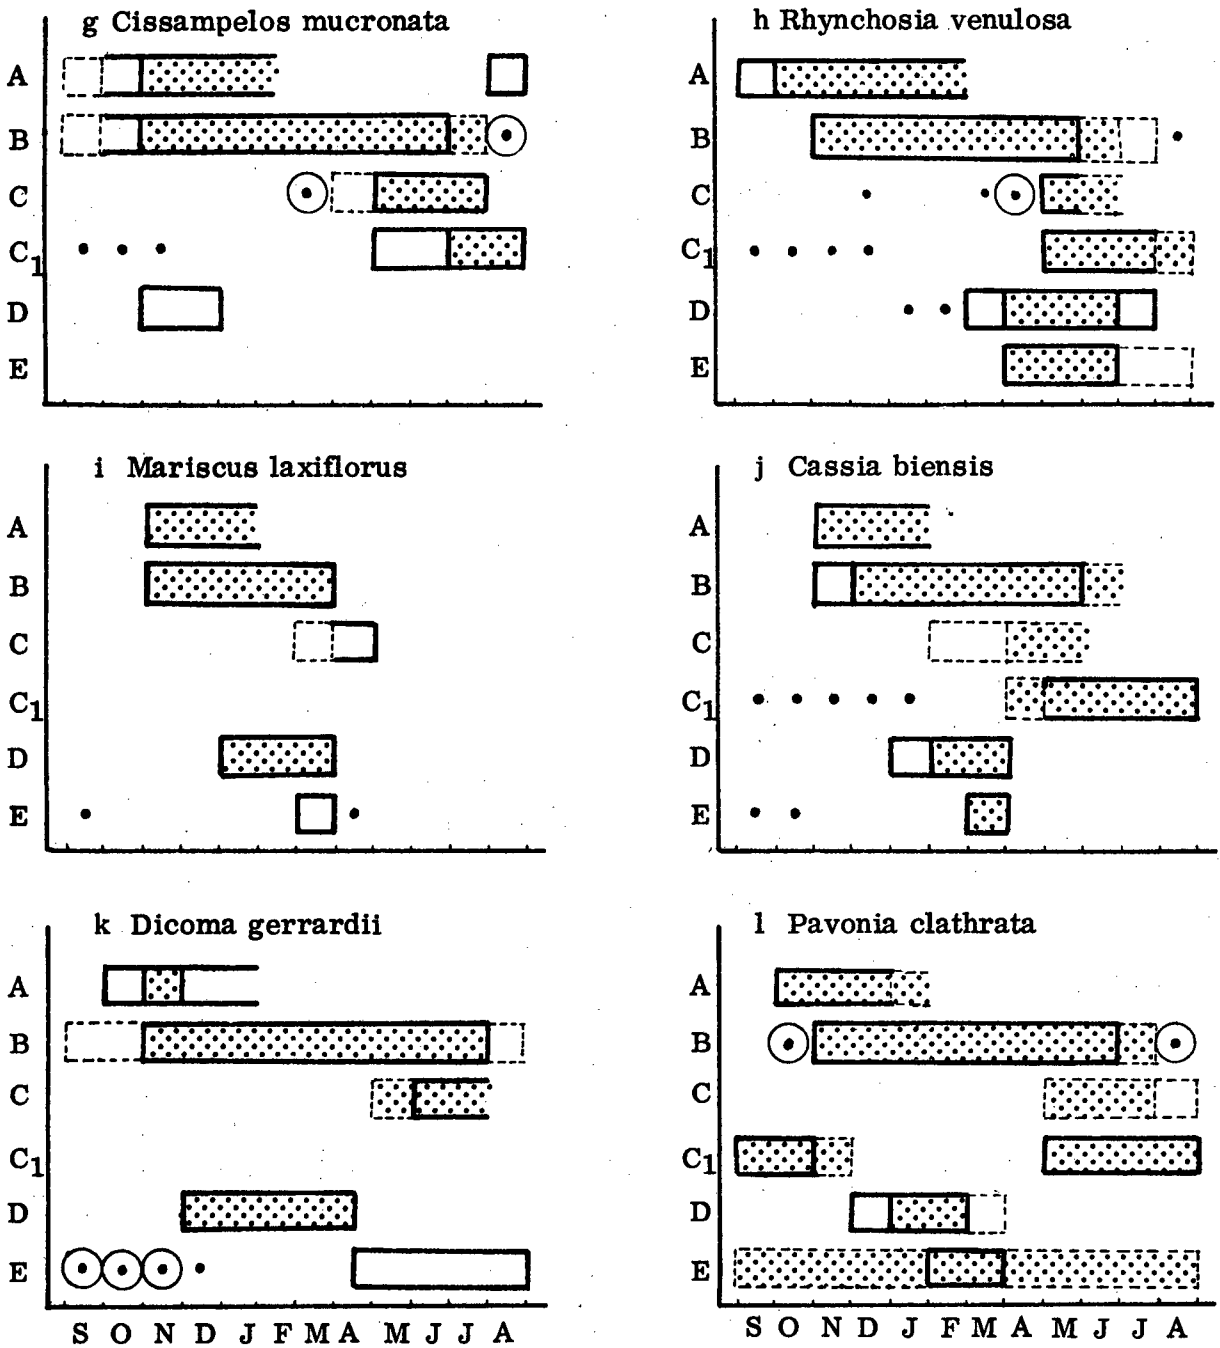 g Cissampelos mucronata
A
B
C
C1
D
E
h Rhynchosia venulosa
A
B
C
C1
D
E
i Mariscus laxiflorus
A
B
C
C1
D
E
j Cassia biensis
A
B
C
C1
D
E
k Dicoma gerrardii
A
B
C
C1
D
E
S O N D J F M A M J J A
l Pavonia clathrata
A
B
C
C1
D
E
S O N D J F M A M J J A